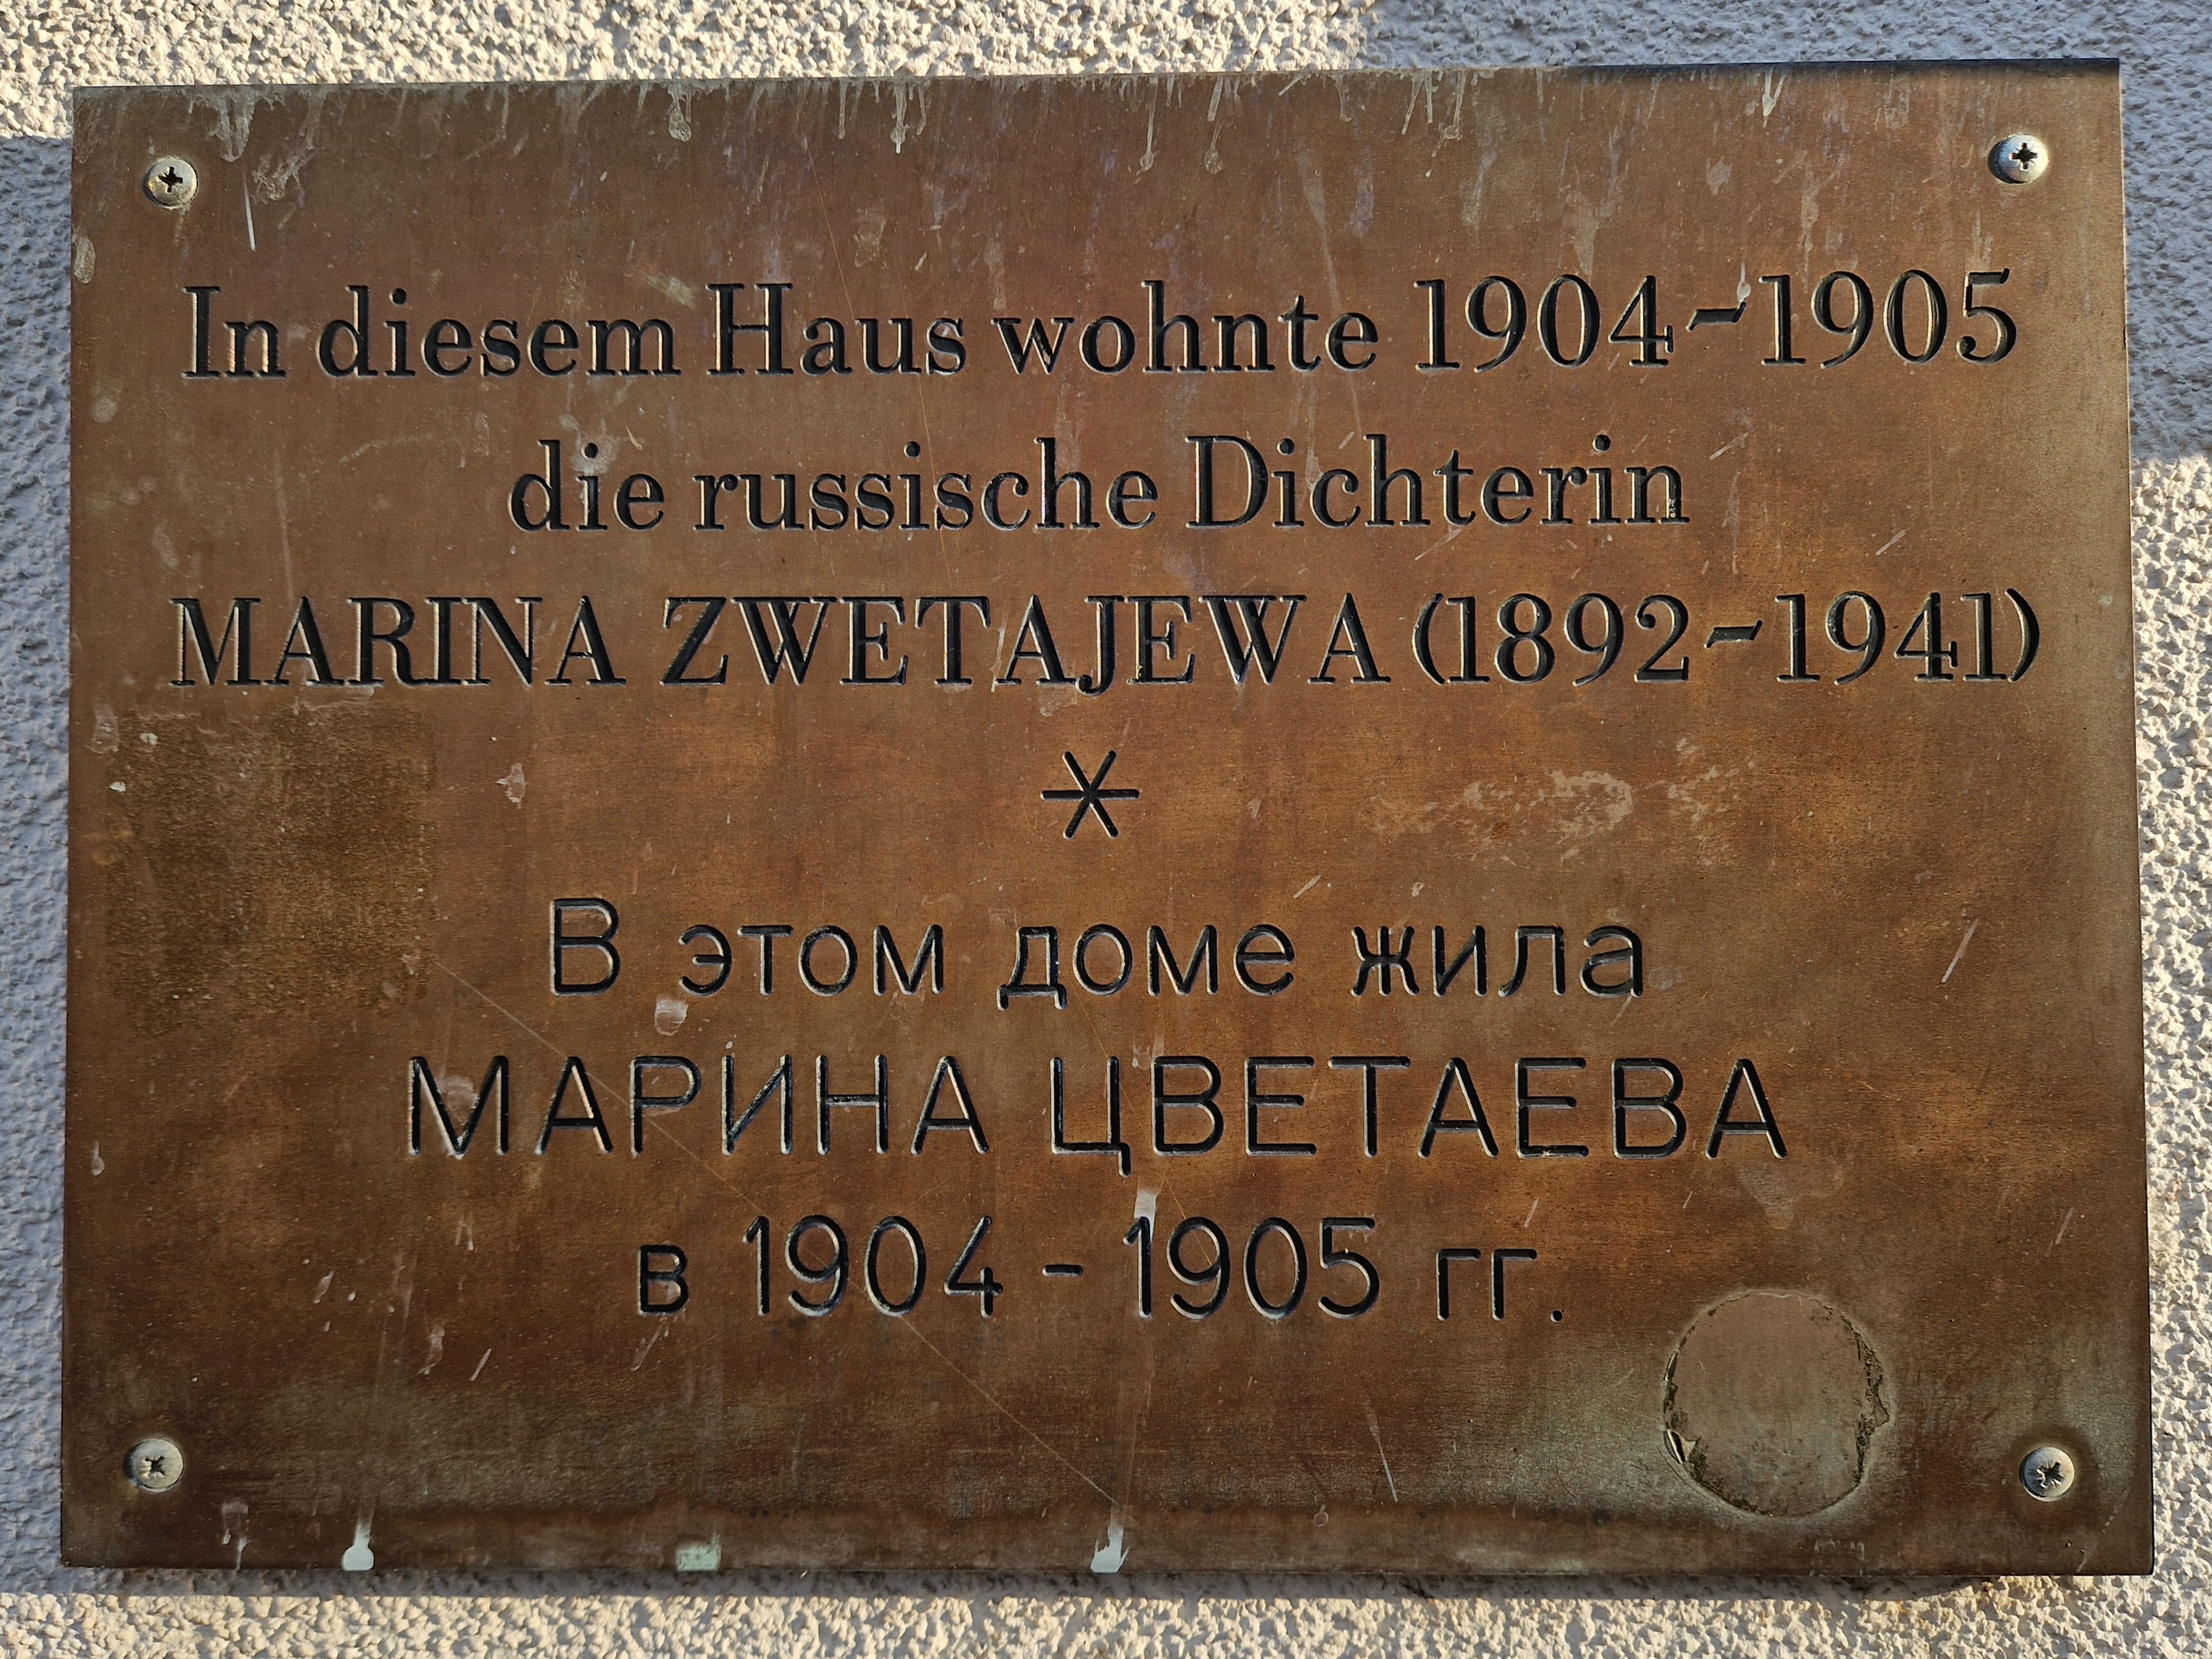 In diesem Haus wohnte 1904-1905
die russische Dichterin
MARINA ZWETAJEWA (1892-1941)
*
В этом доме жила
МАРИНА ЦВЕТАЕВА
в 1904 - 1905 гг.